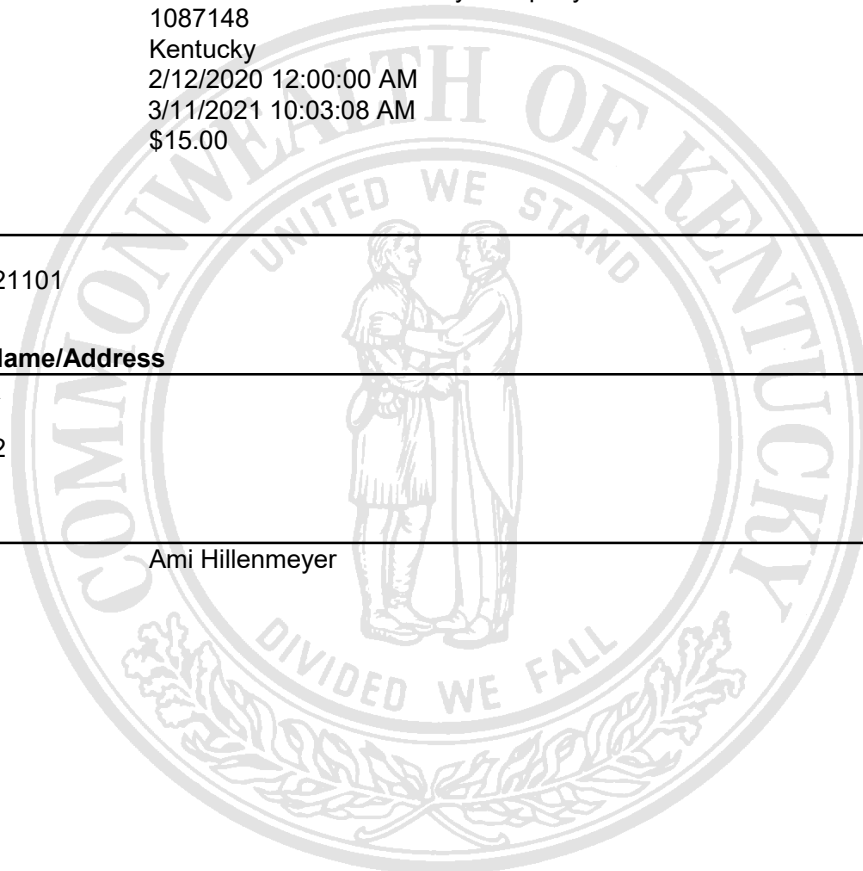 1087148
Kentucky
2/12/2020 12:00:00 AM
3/11/2021 10:03:08 AM
$15.00
COMMONWEALTH OF KENTUCKY
UNITED WE STAND
21101
ame/Address
2
Ami Hillenmeyer
DIVIDED WE FALL